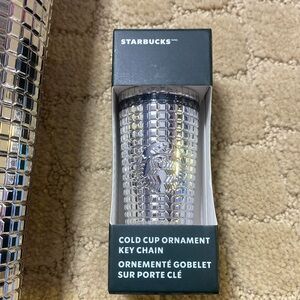 STARBUCKS
COLD CUP ORNAMENT
KEY CHAIN
ORNEMENTÉ GOBELET
SUR PORTE CLÉ